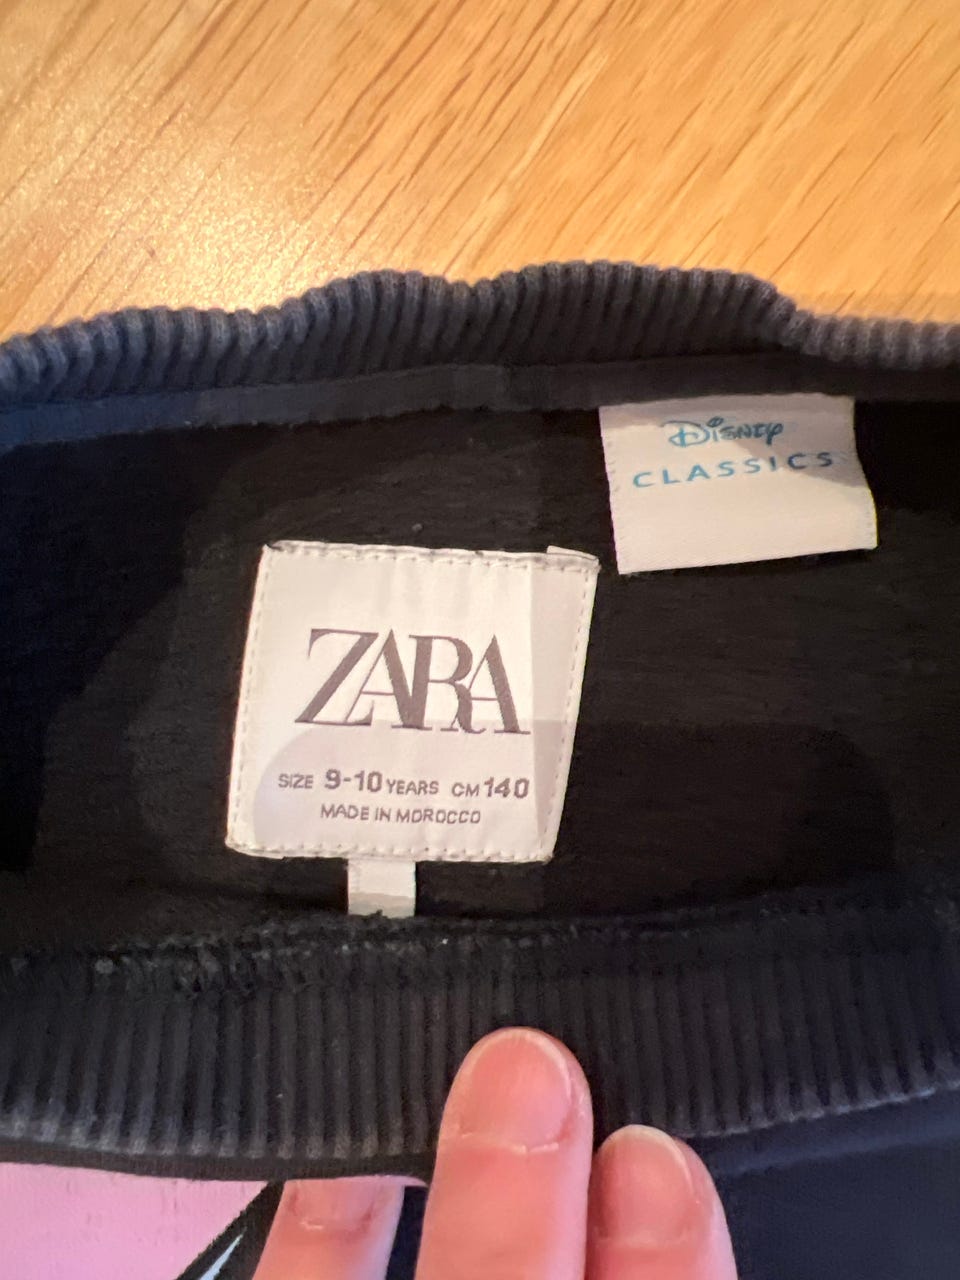 Disney
CLASSICS
ZARA
SIZE 9-10 YEARS CM 140
MADE IN MOROCCO